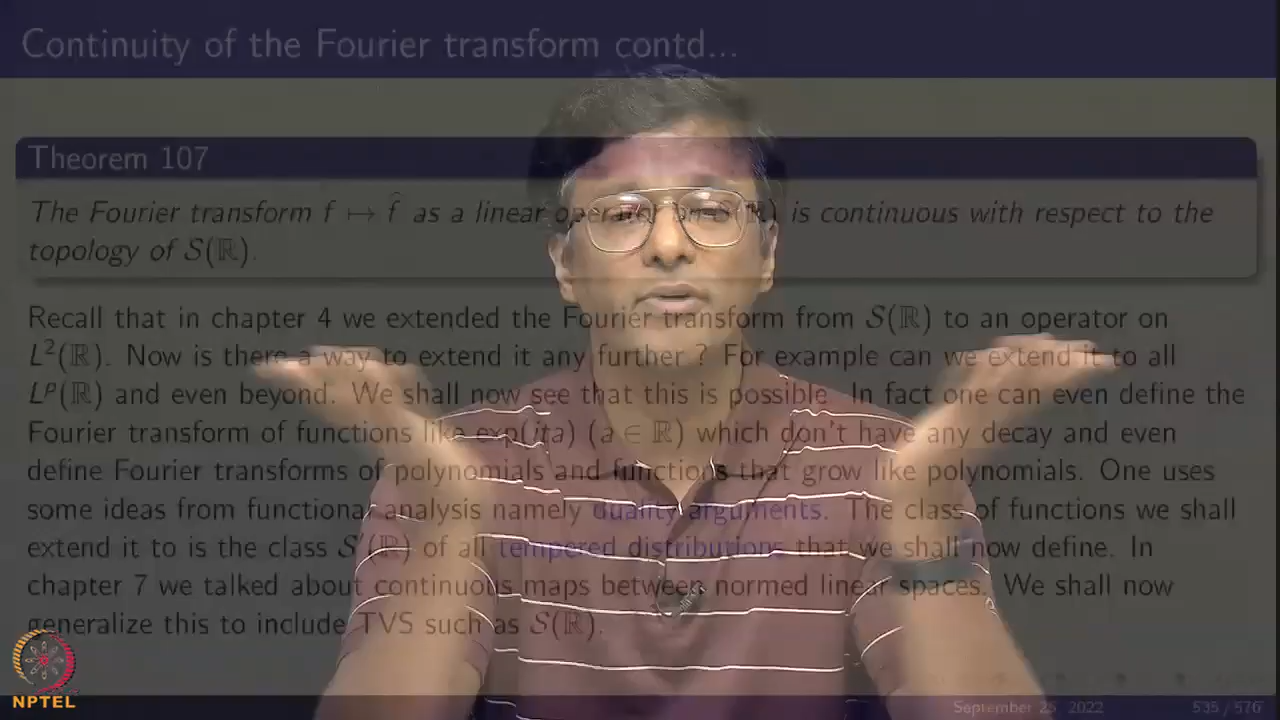 Continuity of the Fourier transform contd...
Theorem 107
The Fourier transform f ↦ f̂ as a linear operator on S(ℝ) is continuous with respect to the
topology of S(ℝ).
Recall that in chapter 4 we extended the Fourier transform from S(ℝ) to an operator on
L²(ℝ). Now is there a way to extend it any further ? For example can we extend it to all
Lᵖ(ℝ) and even beyond. We shall now see that this is possible. In fact one can even define the
Fourier transform of functions like exp(ita) (a ∈ ℝ) which don't have any decay and even
define Fourier transforms of polynomials and functions that grow like polynomials. One uses
some ideas from functional analysis namely duality arguments. The class of functions we shall
extend it to is the class S′(ℝ) of all tempered distributions that we shall now define. In
chapter 7 we talked about continuous maps between normed linear spaces. We shall now
generalize this to include TVS such as S(ℝ).
NPTEL
September 25, 2022 535 / 576